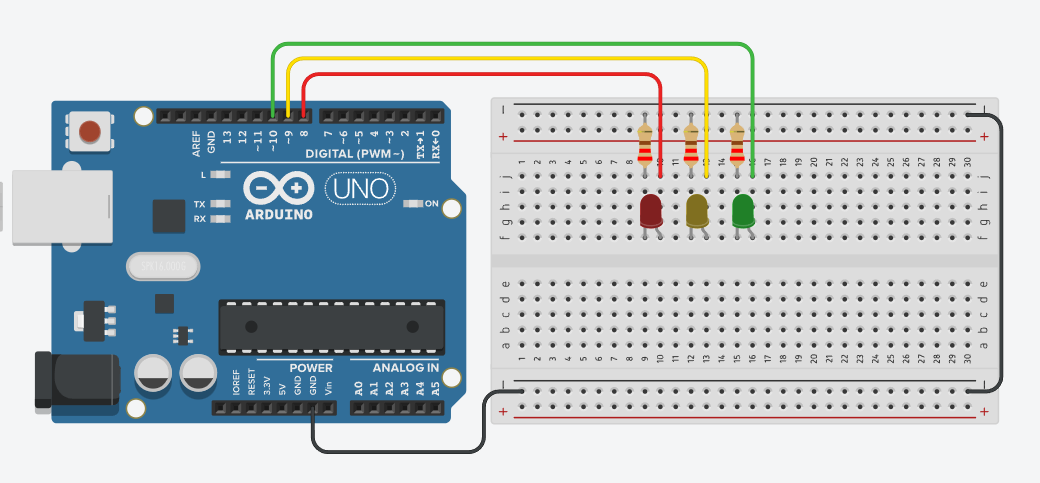 AREF
GND
13
12
~11
~10
~9
8
7
~6
~5
4
~3
2
TX→1
RX←0
DIGITAL (PWM~)
L
TX
RX
UNO
ARDUINO
ON
POWER
ANALOG IN
IOREF
RESET
3.3V
5V
GND
GND
Vin
A0
A1
A2
A3
A4
A5
− −
+ +
1 2 3 4 5 6 7 8 9 10 11 12 13 14 15 16 17 18 19 20 21 22 23 24 25 26 27 28 29 30
j j
i i
h h
g g
f f
e e
d d
c c
b b
a a
1 2 3 4 5 6 7 8 9 10 11 12 13 14 15 16 17 18 19 20 21 22 23 24 25 26 27 28 29 30
− −
+ +